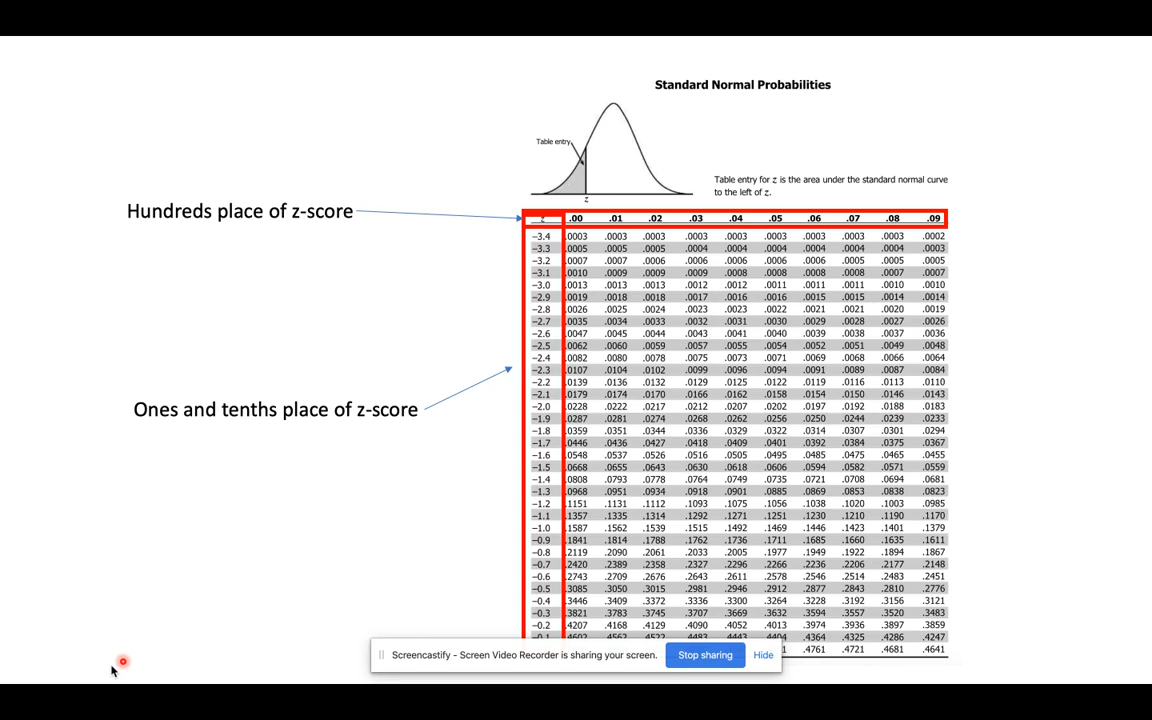 Standard Normal Probabilities
Table entry
z
Table entry for z is the area under the standard normal curve
to the left of z.
Hundreds place of z-score
z .00 .01 .02 .03 .04 .05 .06 .07 .08 .09
−3.4 .0003 .0003 .0003 .0003 .0003 .0003 .0003 .0003 .0003 .0002
−3.3 .0005 .0005 .0005 .0004 .0004 .0004 .0004 .0004 .0004 .0003
−3.2 .0007 .0007 .0006 .0006 .0006 .0006 .0006 .0005 .0005 .0005
−3.1 .0010 .0009 .0009 .0009 .0008 .0008 .0008 .0008 .0007 .0007
−3.0 .0013 .0013 .0013 .0012 .0012 .0011 .0011 .0011 .0010 .0010
−2.9 .0019 .0018 .0018 .0017 .0016 .0016 .0015 .0015 .0014 .0014
−2.8 .0026 .0025 .0024 .0023 .0023 .0022 .0021 .0021 .0020 .0019
−2.7 .0035 .0034 .0033 .0032 .0031 .0030 .0029 .0028 .0027 .0026
−2.6 .0047 .0045 .0044 .0043 .0041 .0040 .0039 .0038 .0037 .0036
−2.5 .0062 .0060 .0059 .0057 .0055 .0054 .0052 .0051 .0049 .0048
−2.4 .0082 .0080 .0078 .0075 .0073 .0071 .0069 .0068 .0066 .0064
−2.3 .0107 .0104 .0102 .0099 .0096 .0094 .0091 .0089 .0087 .0084
−2.2 .0139 .0136 .0132 .0129 .0125 .0122 .0119 .0116 .0113 .0110
−2.1 .0179 .0174 .0170 .0166 .0162 .0158 .0154 .0150 .0146 .0143
−2.0 .0228 .0222 .0217 .0212 .0207 .0202 .0197 .0192 .0188 .0183
Ones and tenths place of z-score
−1.9 .0287 .0281 .0274 .0268 .0262 .0256 .0250 .0244 .0239 .0233
−1.8 .0359 .0351 .0344 .0336 .0329 .0322 .0314 .0307 .0301 .0294
−1.7 .0446 .0436 .0427 .0418 .0409 .0401 .0392 .0384 .0375 .0367
−1.6 .0548 .0537 .0526 .0516 .0505 .0495 .0485 .0475 .0465 .0455
−1.5 .0668 .0655 .0643 .0630 .0618 .0606 .0594 .0582 .0571 .0559
−1.4 .0808 .0793 .0778 .0764 .0749 .0735 .0721 .0708 .0694 .0681
−1.3 .0968 .0951 .0934 .0918 .0901 .0885 .0869 .0853 .0838 .0823
−1.2 .1151 .1131 .1112 .1093 .1075 .1056 .1038 .1020 .1003 .0985
−1.1 .1357 .1335 .1314 .1292 .1271 .1251 .1230 .1210 .1190 .1170
−1.0 .1587 .1562 .1539 .1515 .1492 .1469 .1446 .1423 .1401 .1379
−0.9 .1841 .1814 .1788 .1762 .1736 .1711 .1685 .1660 .1635 .1611
−0.8 .2119 .2090 .2061 .2033 .2005 .1977 .1949 .1922 .1894 .1867
−0.7 .2420 .2389 .2358 .2327 .2296 .2266 .2236 .2206 .2177 .2148
−0.6 .2743 .2709 .2676 .2643 .2611 .2578 .2546 .2514 .2483 .2451
−0.5 .3085 .3050 .3015 .2981 .2946 .2912 .2877 .2843 .2810 .2776
−0.4 .3446 .3409 .3372 .3336 .3300 .3264 .3228 .3192 .3156 .3121
−0.3 .3821 .3783 .3745 .3707 .3669 .3632 .3594 .3557 .3520 .3483
−0.2 .4207 .4168 .4129 .4090 .4052 .4013 .3974 .3936 .3897 .3859
−0.1 .4602 .4562 .4522 .4483 .4443 .4404 .4364 .4325 .4286 .4247
.4761 .4721 .4681 .4641
Screencastify - Screen Video Recorder is sharing your screen. Stop sharing Hide